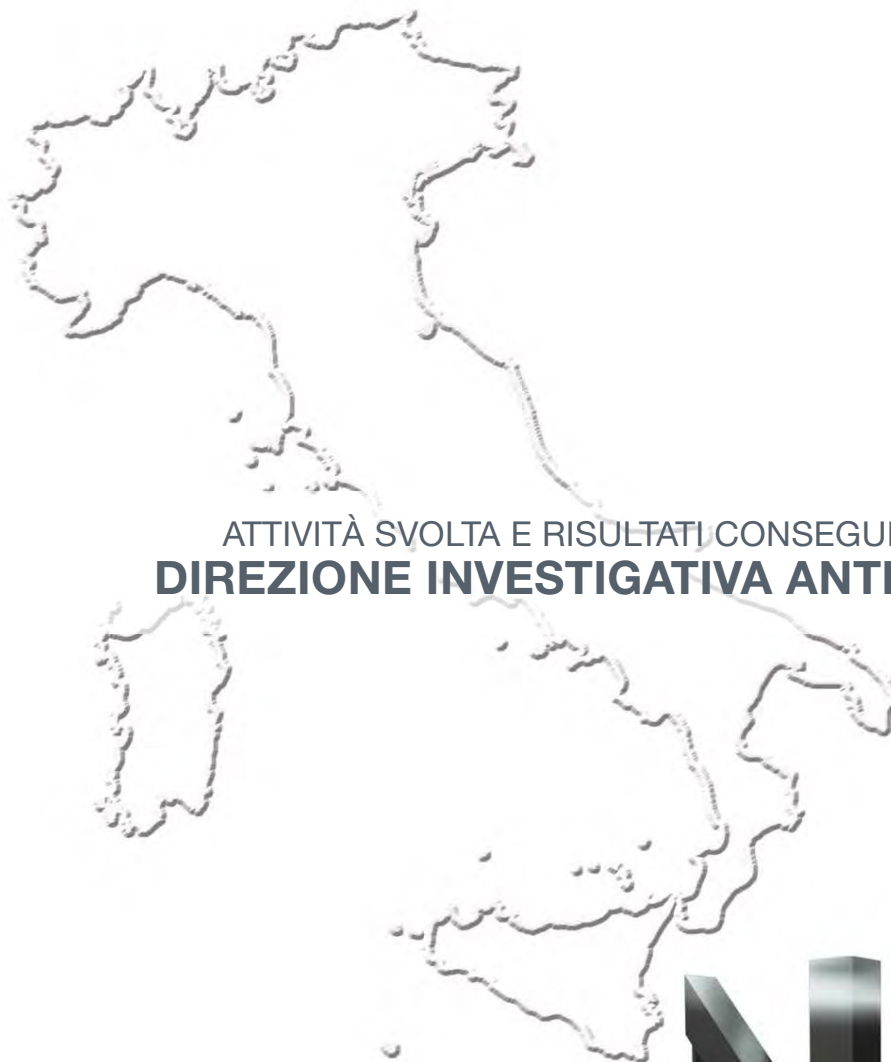 ATTIVITÀ SVOLTA E RISULTATI CONSEGUI
DIREZIONE INVESTIGATIVA ANTI